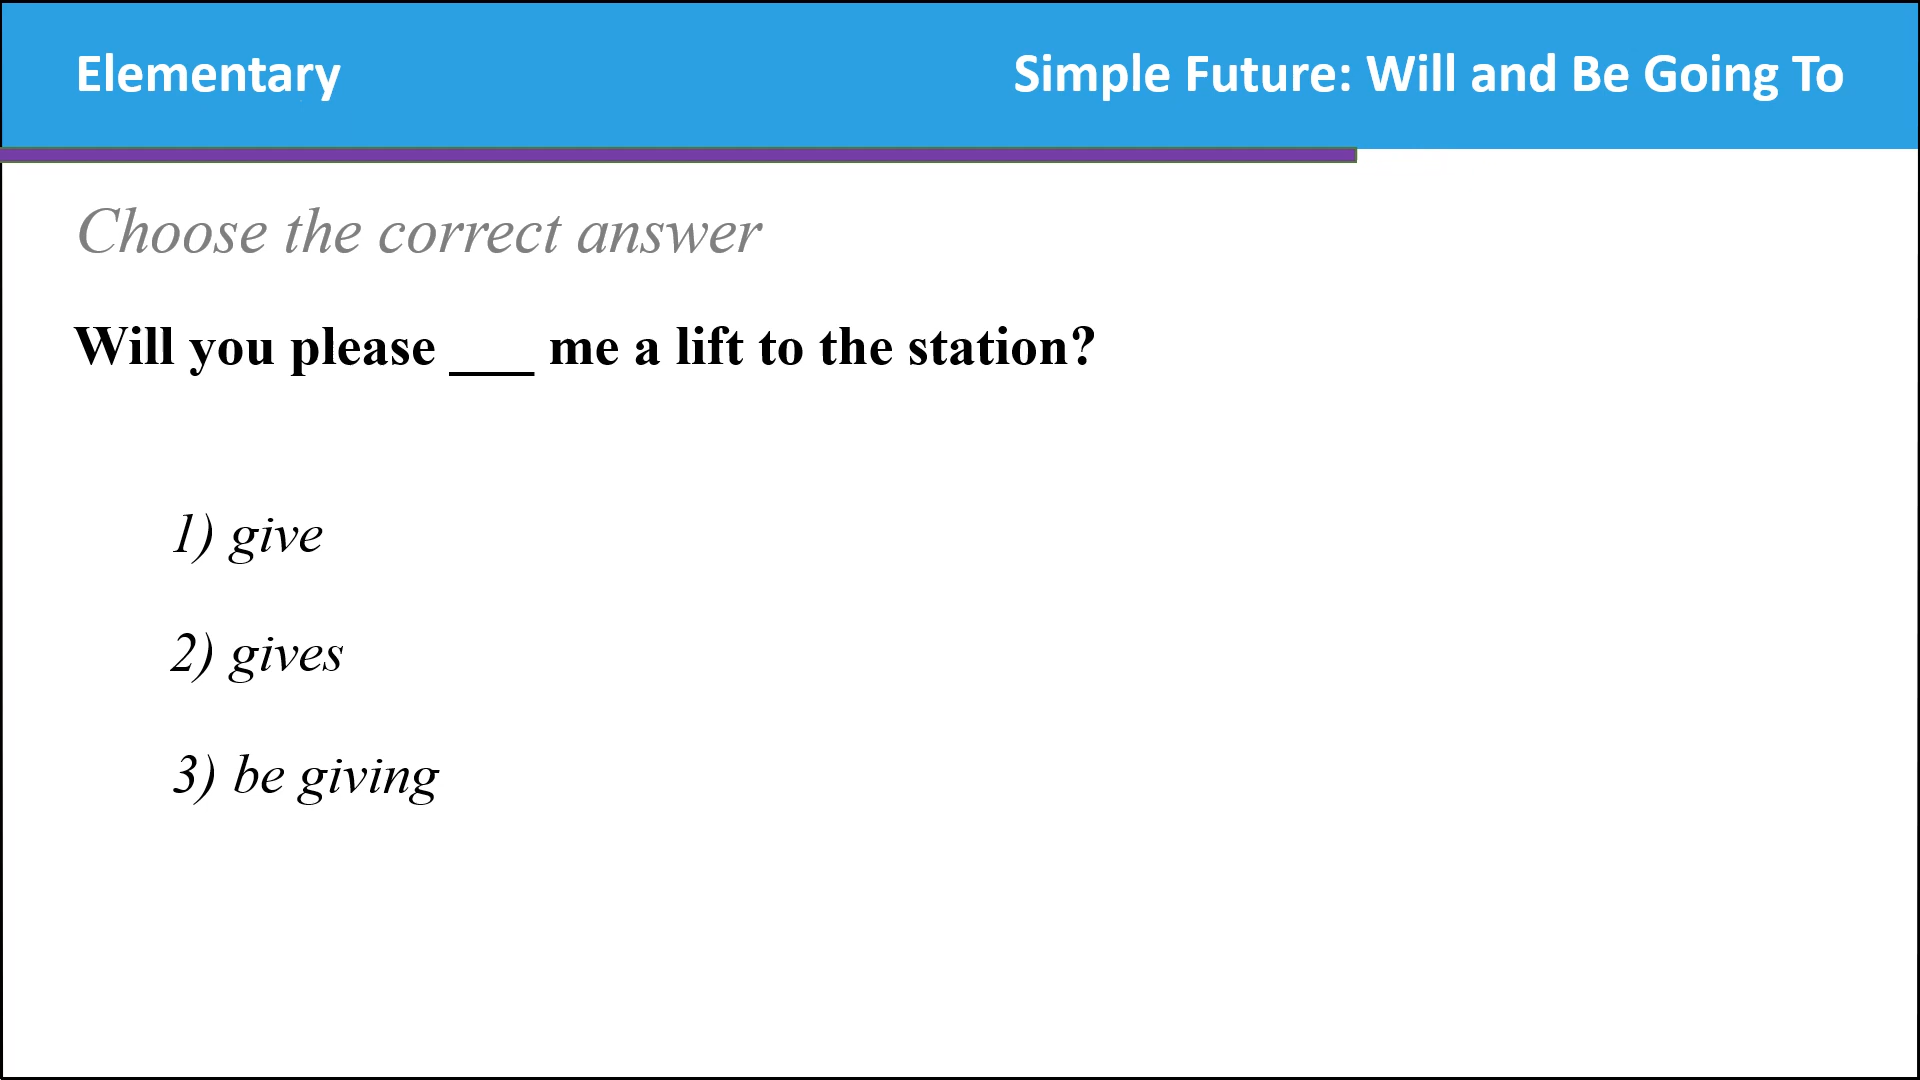 Elementary
Simple Future: Will and Be Going To
Choose the correct answer
Will you please ___ me a lift to the station?
1) give
2) gives
3) be giving